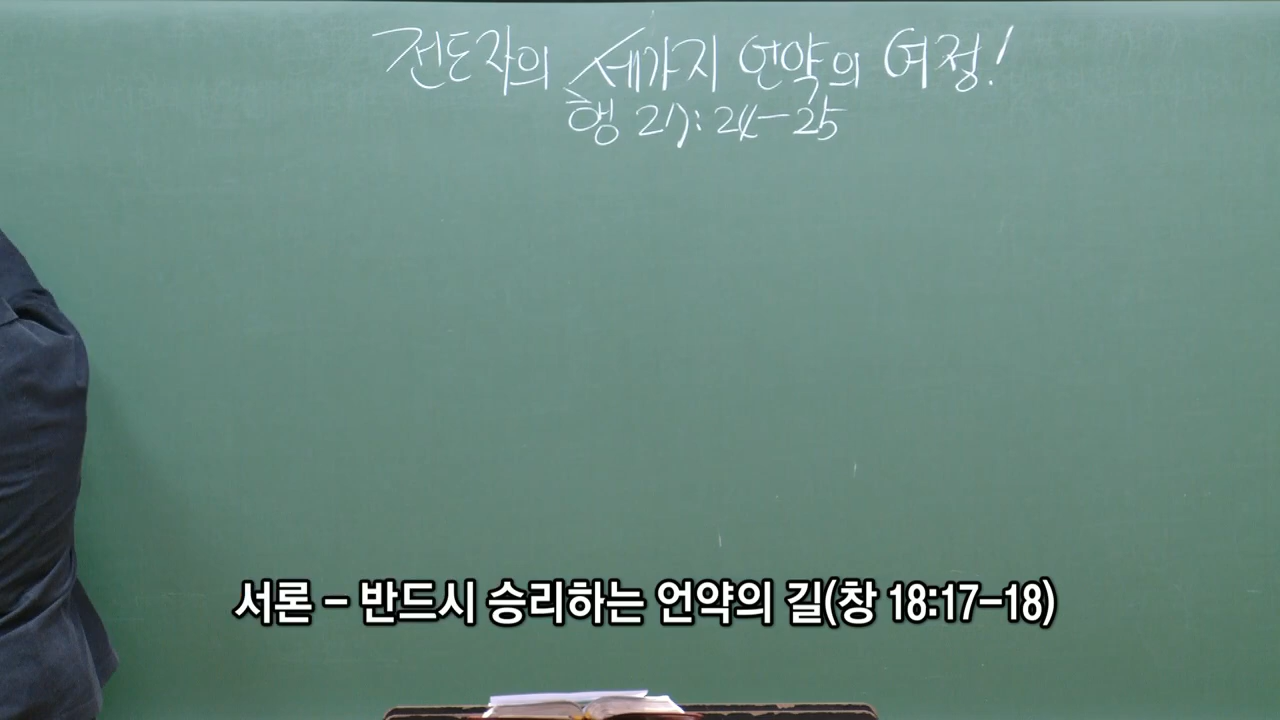 전도자의 세가지 언약의 여정!
행 27:24-25
서론 - 반드시 승리하는 언약의 길(창 18:17-18)